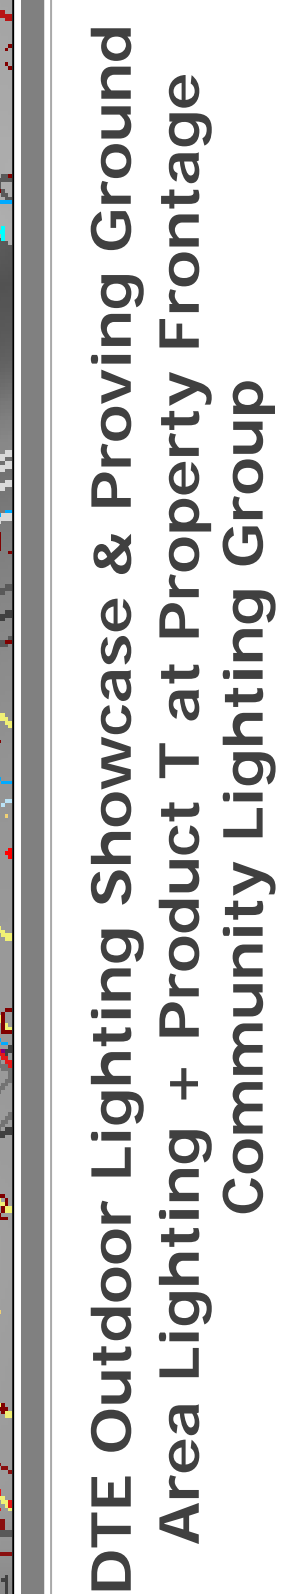 DTE Outdoor Lighting Showcase & Proving Ground
Area Lighting + Product T at Property Frontage
Community Lighting Group